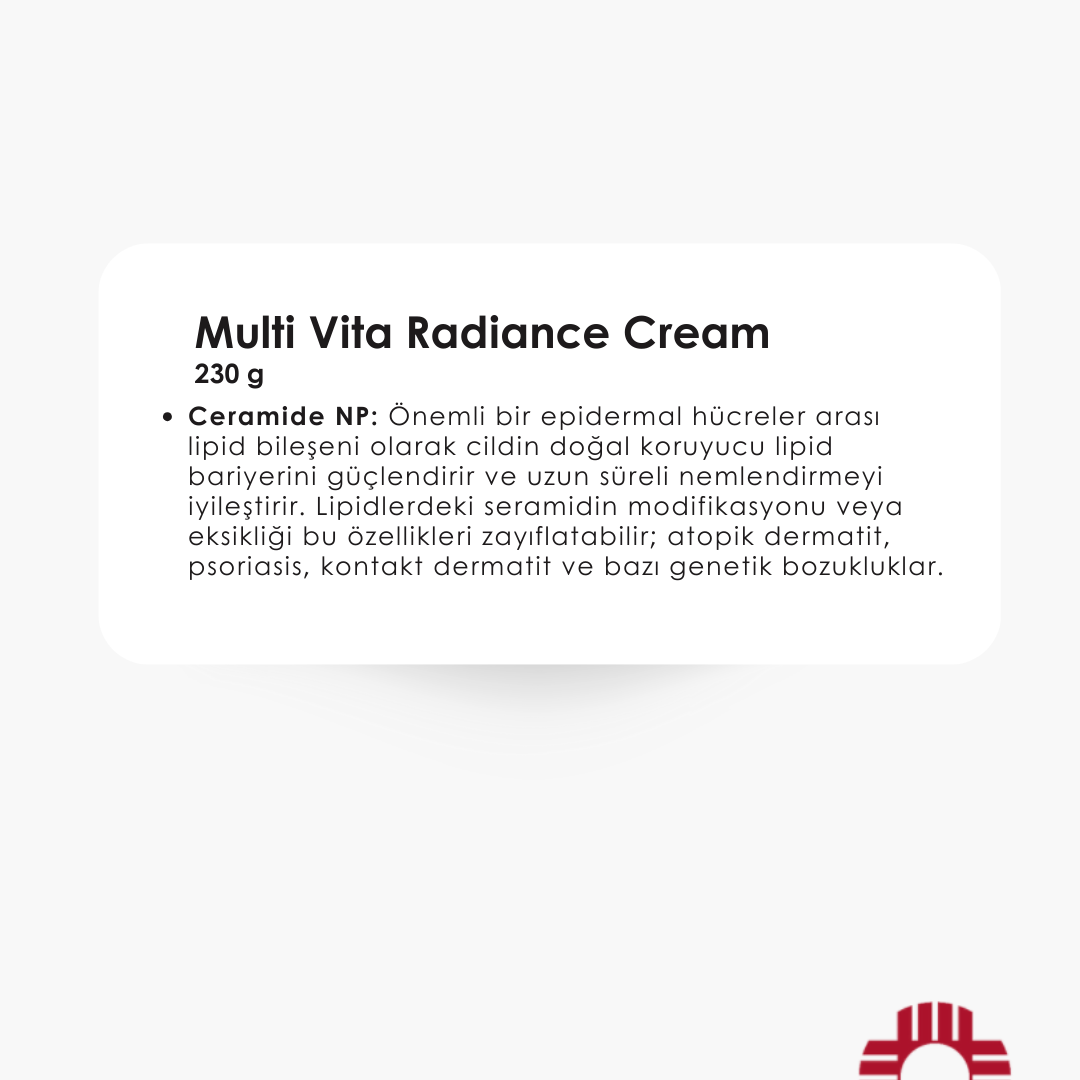 Multi Vita Radiance Cream
230 g
• Ceramide NP: Önemli bir epidermal hücreler arası
lipid bileşeni olarak cildin doğal koruyucu lipid
bariyerini güçlendirir ve uzun süreli nemlendirmeyi
iyileştirir. Lipidlerdeki seramidin modifikasyonu veya
eksikliği bu özellikleri zayıflatabilir; atopik dermatit,
psoriasis, kontakt dermatit ve bazı genetik bozukluklar.